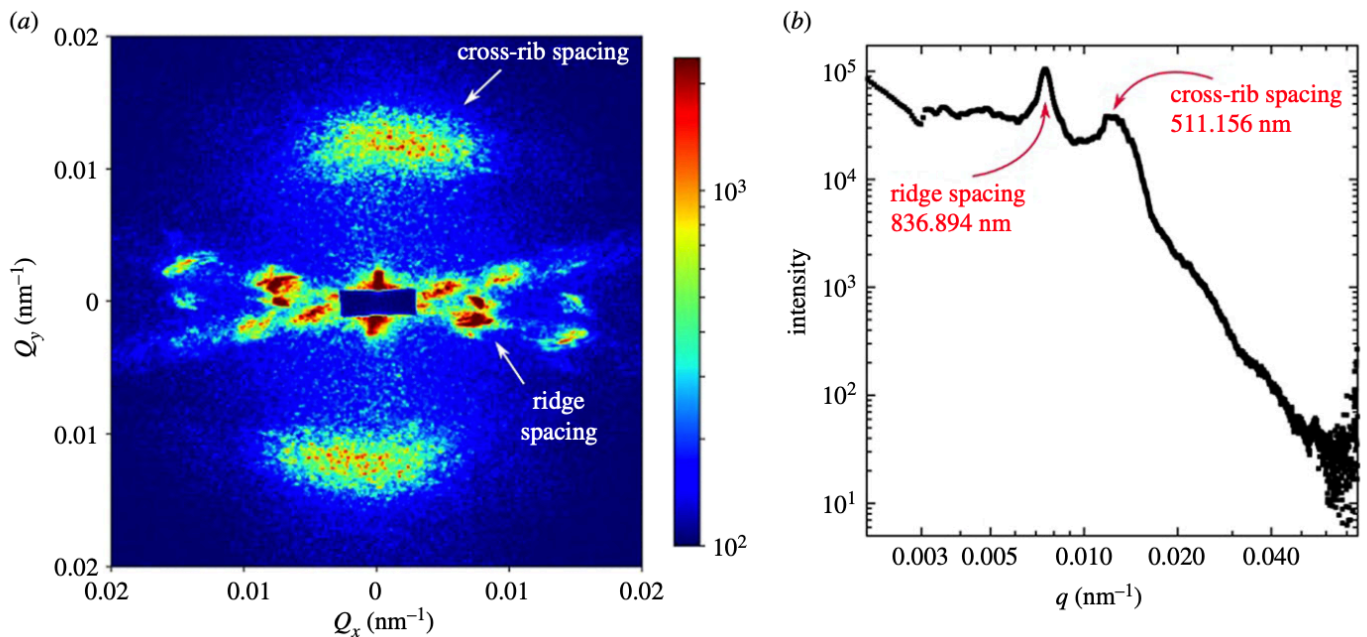 (a)
0.02
0.01
0
0.01
0.02
Q_y (nm⁻¹)
0.02 0.01 0 0.01 0.02
Q_x (nm⁻¹)
cross-rib spacing
ridge
spacing
10³
10²
(b)
10⁵
10⁴
10³
10²
10¹
intensity
0.003 0.005 0.010 0.020 0.040
q (nm⁻¹)
ridge spacing
836.894 nm
cross-rib spacing
511.156 nm